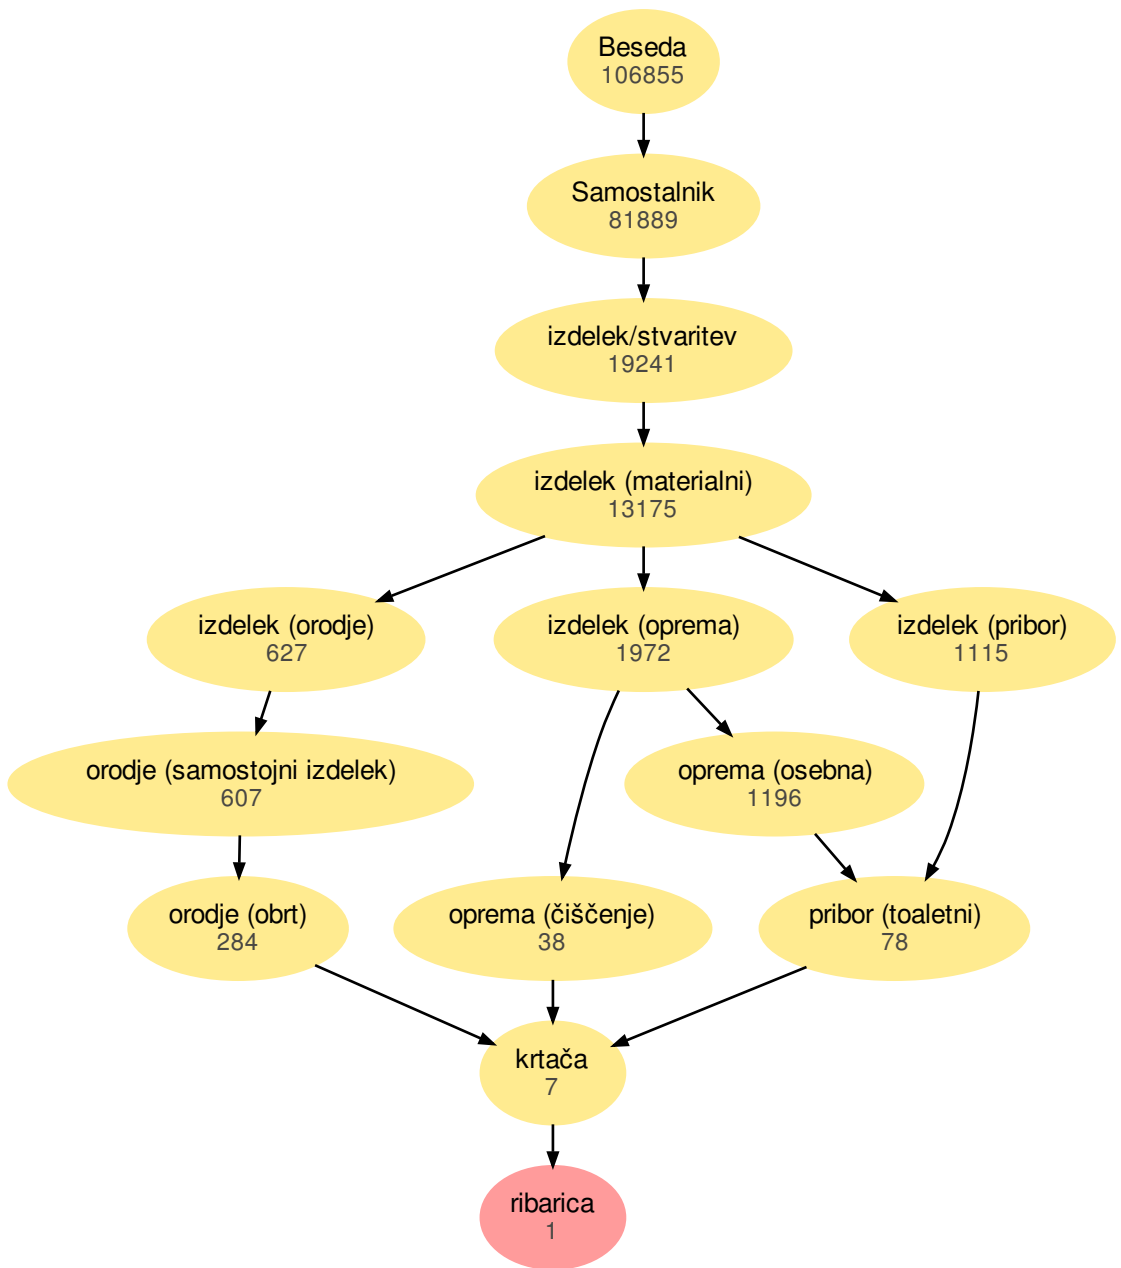 Beseda
106855
Samostalnik
81889
izdelek/stvaritev
19241
izdelek (materialni)
13175
izdelek (orodje)
627
izdelek (oprema)
1972
izdelek (pribor)
1115
orodje (samostojni izdelek)
607
oprema (osebna)
1196
orodje (obrt)
284
oprema (čiščenje)
38
pribor (toaletni)
78
krtača
7
ribarica
1